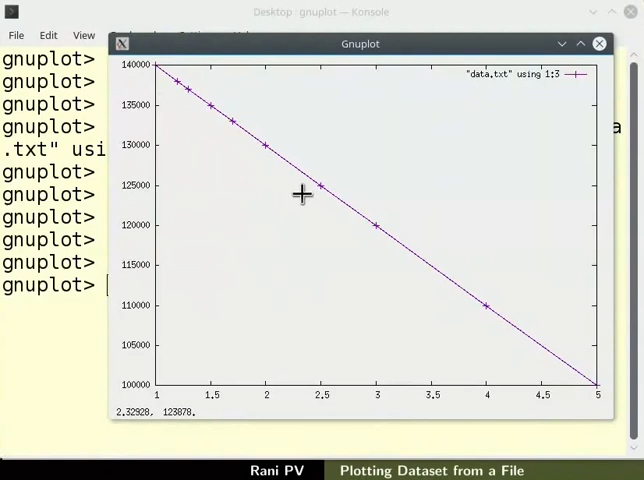 Desktop : gnuplot — Konsole
File Edit View
Gnuplot
gnuplot>
gnuplot>
gnuplot>
gnuplot> a
.txt" usi
gnuplot>
gnuplot>
gnuplot>
gnuplot>
gnuplot>
gnuplot>
"data.txt" using 1:3
140000
135000
130000
125000
120000
115000
110000
105000
100000
1 1.5 2 2.5 3 3.5 4 4.5 5
2.32928, 123878.
Rani PV Plotting Dataset from a File